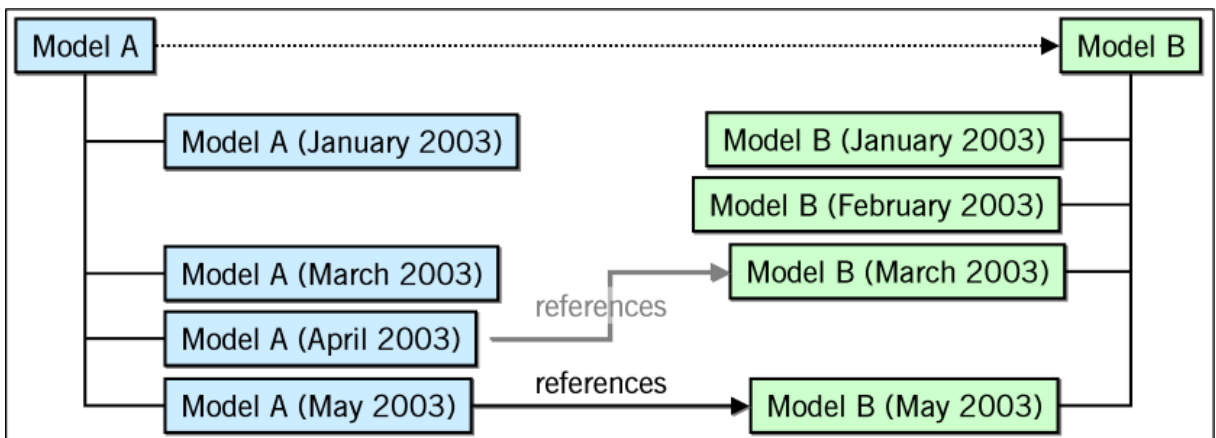 Model A
Model B
Model A (January 2003)
Model B (January 2003)
Model B (February 2003)
Model A (March 2003)
Model B (March 2003)
references
Model A (April 2003)
references
Model A (May 2003)
Model B (May 2003)